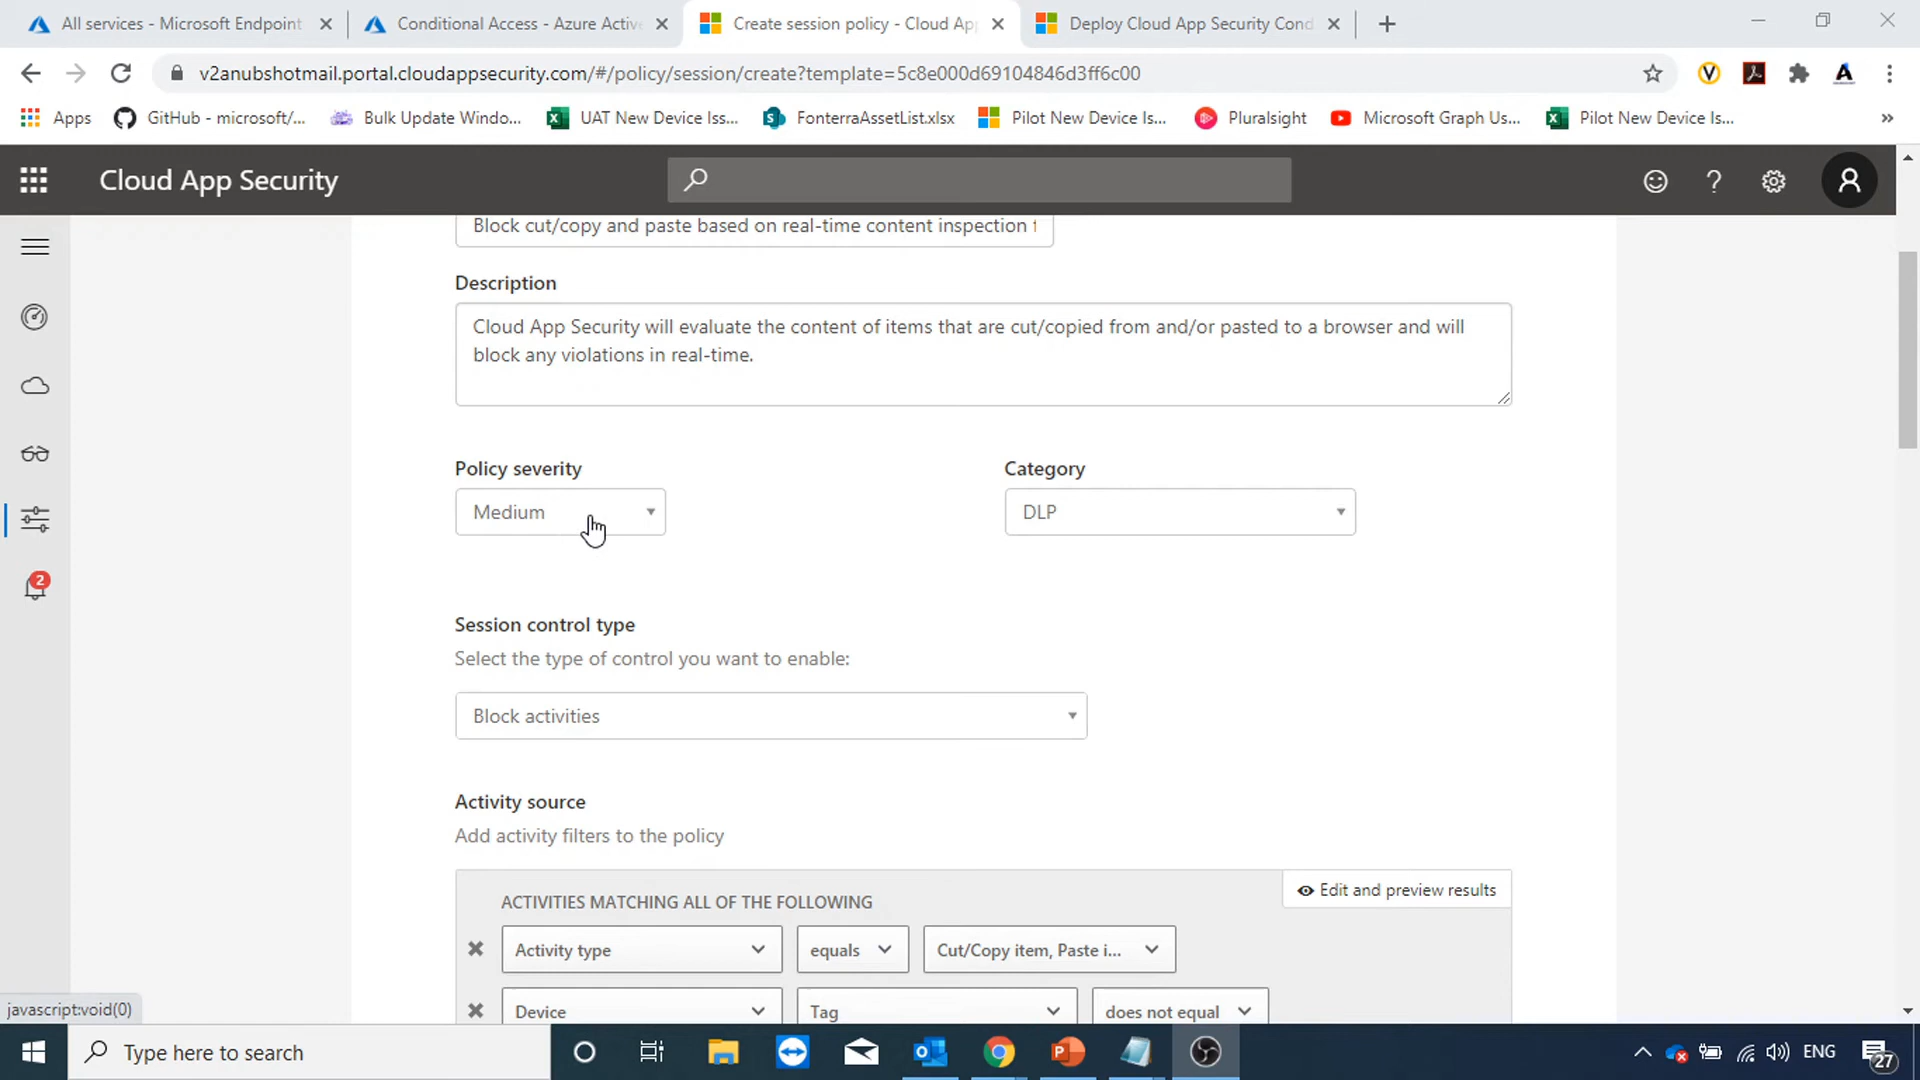 All services - Microsoft Endpoint
Conditional Access - Azure Active
Create session policy - Cloud Ap
Deploy Cloud App Security Cond
v2anubshotmail.portal.cloudappsecurity.com/#/policy/session/create?template=5c8e000d69104846d3ff6c00
Apps
GitHub - microsoft/...
Bulk Update Windo...
UAT New Device Iss...
FonterraAssetList.xlsx
Pilot New Device Is...
Pluralsight
Microsoft Graph Us...
Pilot New Device Is...
»
Cloud App Security
Block cut/copy and paste based on real-time content inspection
Description
Cloud App Security will evaluate the content of items that are cut/copied from and/or pasted to a browser and will
block any violations in real-time.
Policy severity
Category
Medium
DLP
2
Session control type
Select the type of control you want to enable:
Block activities
Activity source
Add activity filters to the policy
ACTIVITIES MATCHING ALL OF THE FOLLOWING
Edit and preview results
Activity type
equals
Cut/Copy item, Paste i...
Device
Tag
does not equal
javascript:void(0)
Type here to search
ENG
27